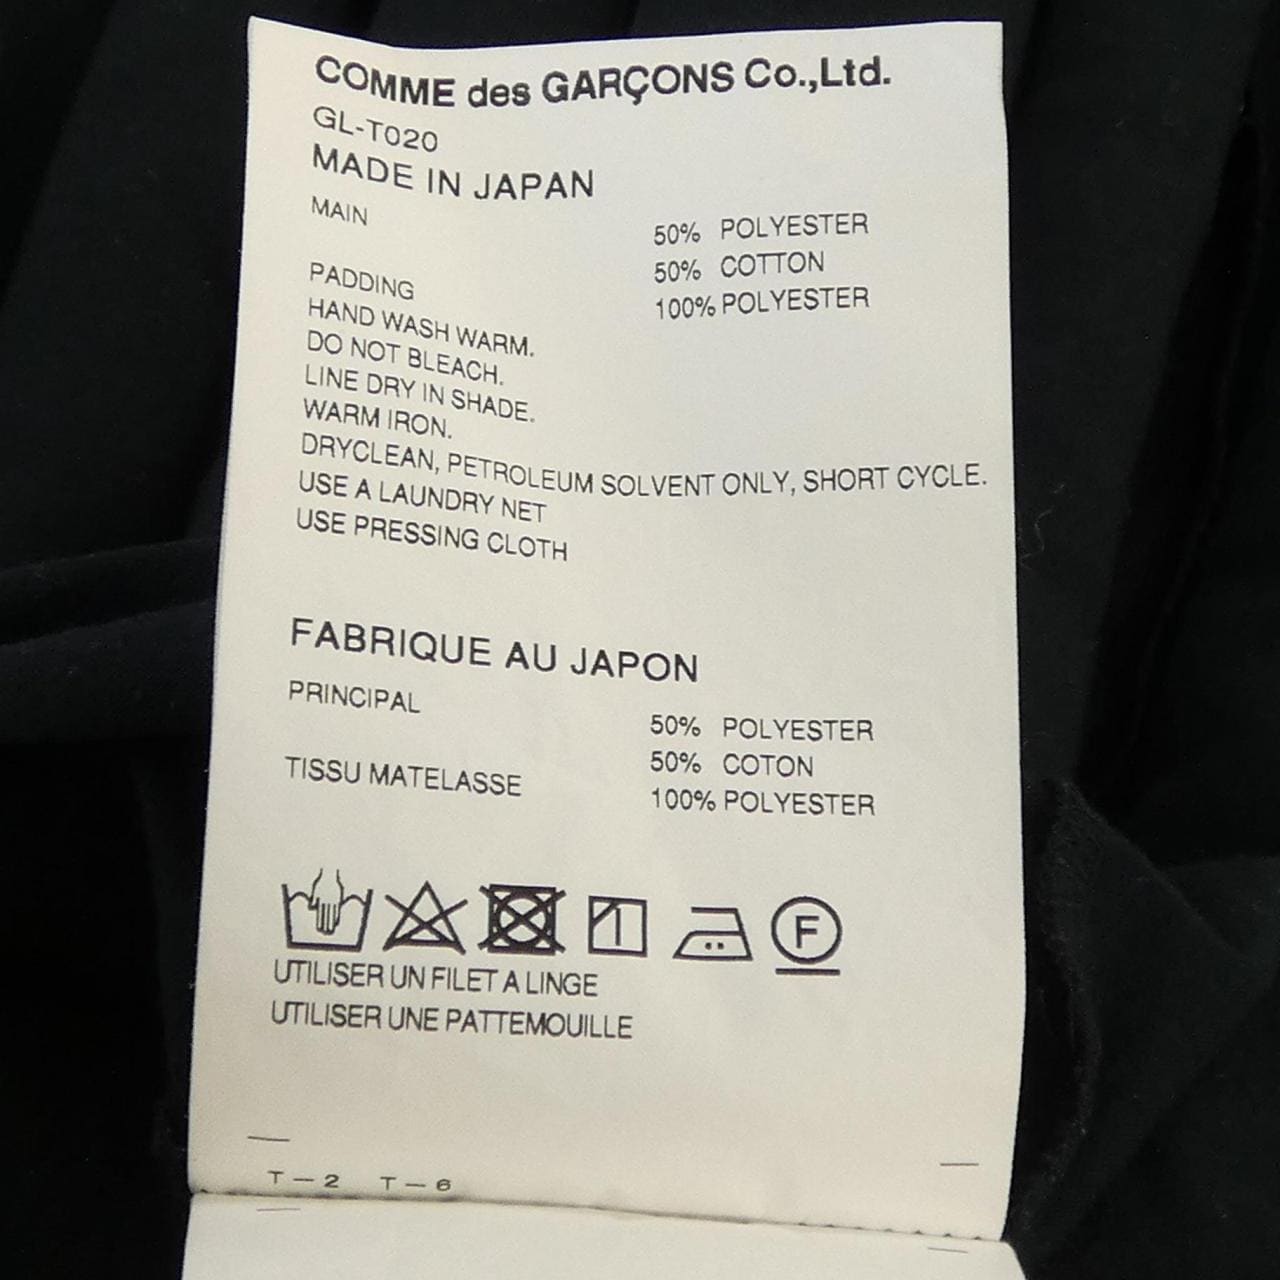 COMME des GARÇONS Co.,Ltd.
GL-T020
MADE IN JAPAN
MAIN 50% POLYESTER
50% COTTON
PADDING 100% POLYESTER
HAND WASH WARM.
DO NOT BLEACH.
LINE DRY IN SHADE.
WARM IRON.
DRYCLEAN, PETROLEUM SOLVENT ONLY, SHORT CYCLE.
USE A LAUNDRY NET
USE PRESSING CLOTH
FABRIQUE AU JAPON
PRINCIPAL 50% POLYESTER
50% COTON
TISSU MATELASSE 100% POLYESTER
F
UTILISER UN FILET A LINGE
UTILISER UNE PATTEMOUILLE
T-2 T-6